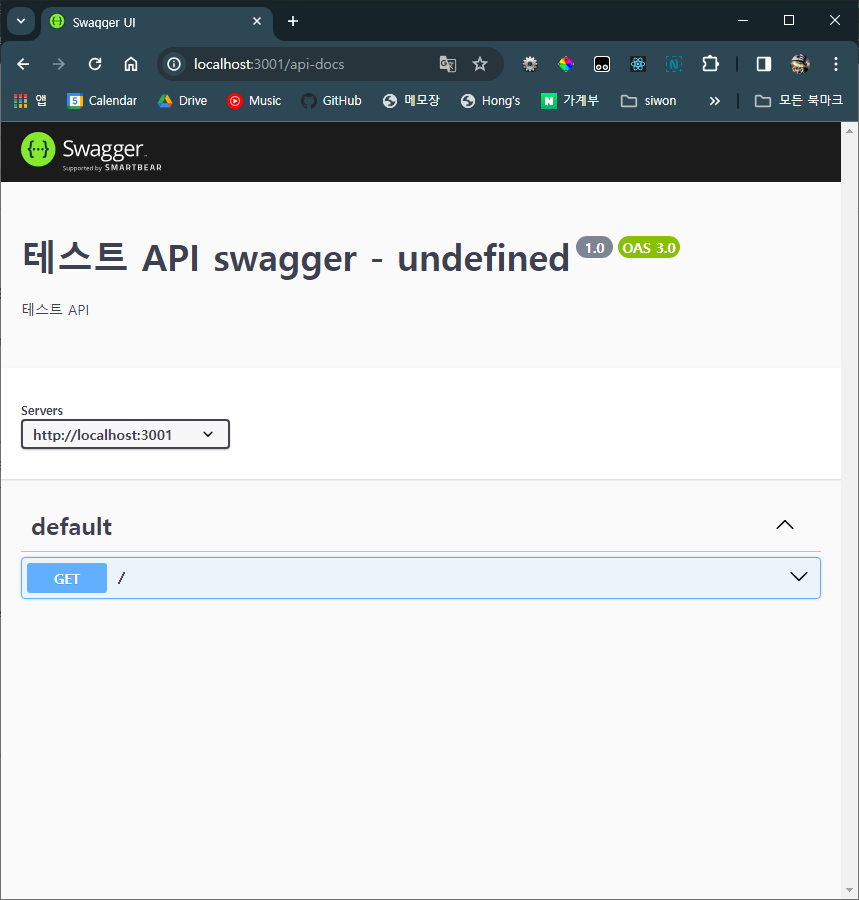 Swagger UI
localhost:3001/api-docs
앱 5 Calendar Drive Music GitHub 메모장 Hong's N 가계부 siwon » 모든 북마크
{···} Swagger
Supported by SMARTBEAR
테스트 API swagger - undefined 1.0 OAS 3.0
테스트 API
Servers
http://localhost:3001
default
GET /